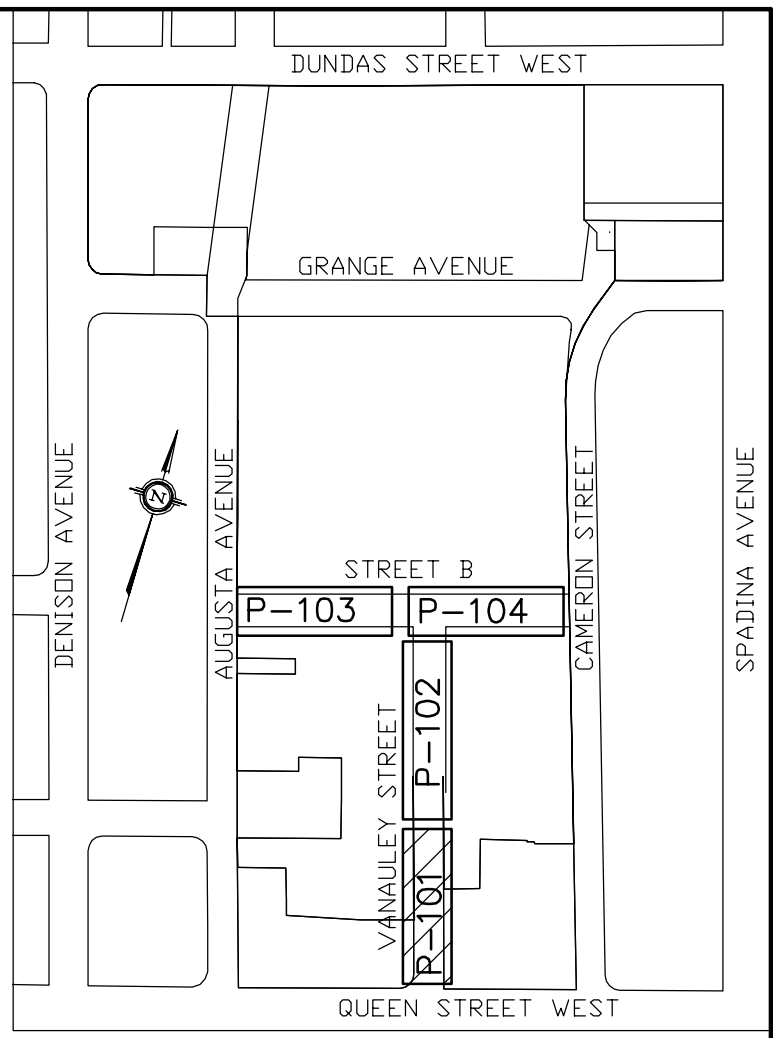 DUNDAS STREET WEST
GRANGE AVENUE
DENISON AVENUE
N
AUGUSTA AVENUE
STREET B
CAMERON STREET
SPADINA AVENUE
P-103
P-104
P-102
VANAULEY STREET
P-101
QUEEN STREET WEST